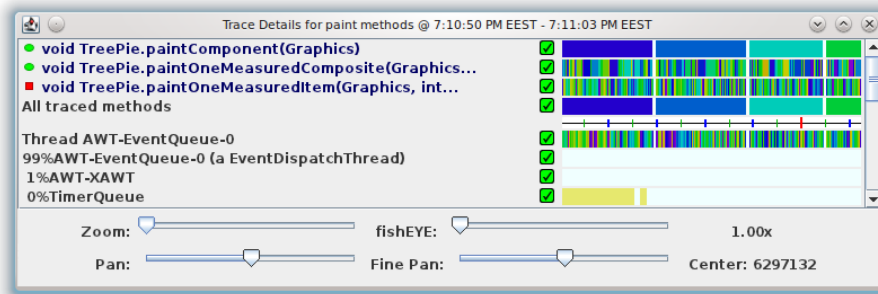 Trace Details for paint methods @ 7:10:50 PM EEST - 7:11:03 PM EEST
void TreePie.paintComponent(Graphics)
void TreePie.paintOneMeasuredComposite(Graphics...
void TreePie.paintOneMeasuredItem(Graphics, int...
All traced methods
Thread AWT-EventQueue-0
99%AWT-EventQueue-0 (a EventDispatchThread)
1%AWT-XAWT
0%TimerQueue
Zoom: fishEYE: 1.00x
Pan: Fine Pan: Center: 6297132